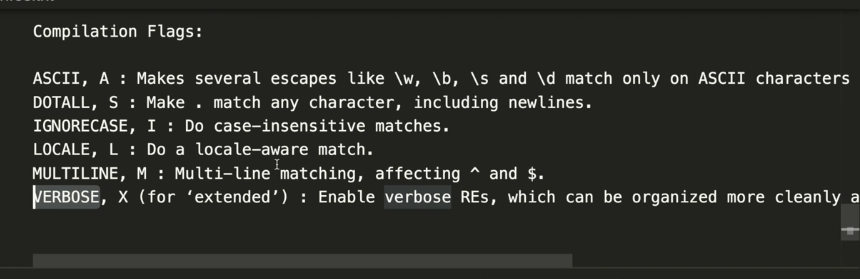 Compilation Flags:
ASCII, A : Makes several escapes like \w, \b, \s and \d match only on ASCII characters
DOTALL, S : Make . match any character, including newlines.
IGNORECASE, I : Do case-insensitive matches.
LOCALE, L : Do a locale-aware match.
MULTILINE, M : Multi-line matching, affecting ^ and $.
VERBOSE, X (for ‘extended’) : Enable verbose REs, which can be organized more cleanly a